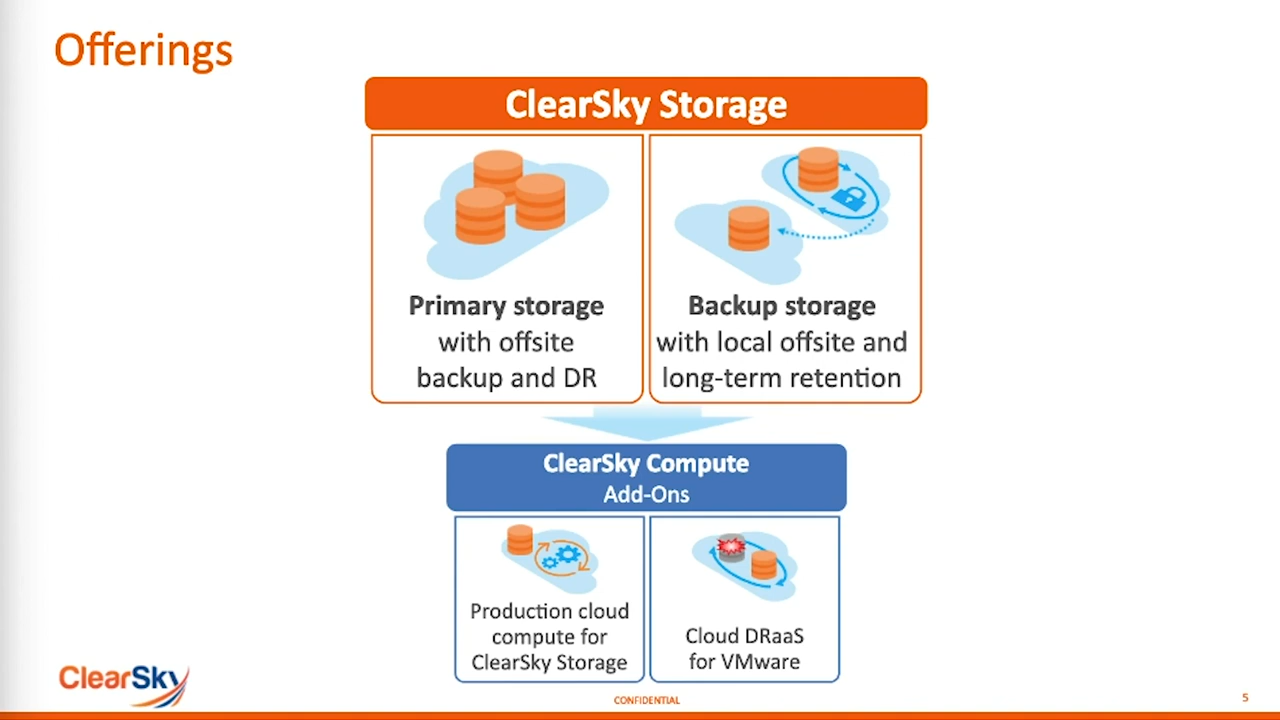 Offerings
ClearSky Storage
Primary storage
with offsite
backup and DR
Backup storage
with local offsite and
long-term retention
ClearSky Compute
Add-Ons
Production cloud
compute for
ClearSky Storage
Cloud DRaaS
for VMware
ClearSky
CONFIDENTIAL
5